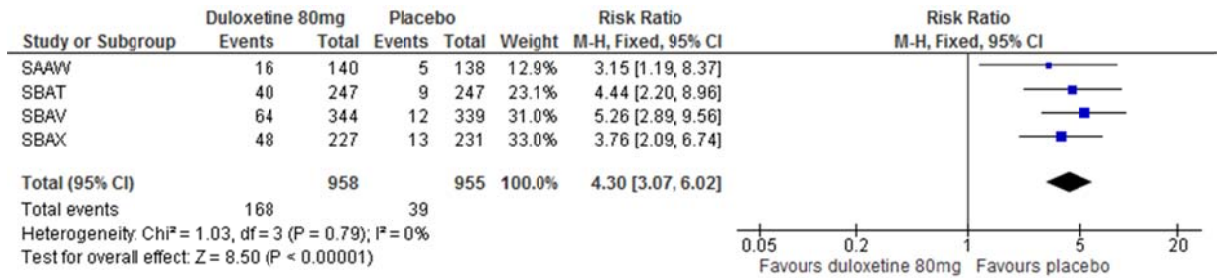 Duloxetine 80mg Placebo Risk Ratio Risk Ratio
Study or Subgroup Events Total Events Total Weight M-H, Fixed, 95% CI M-H, Fixed, 95% CI
SAAW 16 140 5 138 12.9% 3.15 [1.19, 8.37]
SBAT 40 247 9 247 23.1% 4.44 [2.20, 8.96]
SBAV 64 344 12 339 31.0% 5.26 [2.89, 9.56]
SBAX 48 227 13 231 33.0% 3.76 [2.09, 6.74]
Total (95% CI) 958 955 100.0% 4.30 [3.07, 6.02]
Total events 168 39
Heterogeneity: Chi² = 1.03, df = 3 (P = 0.79); I² = 0%
Test for overall effect: Z = 8.50 (P < 0.00001)
0.05 0.2 1 5 20
Favours duloxetine 80mg Favours placebo